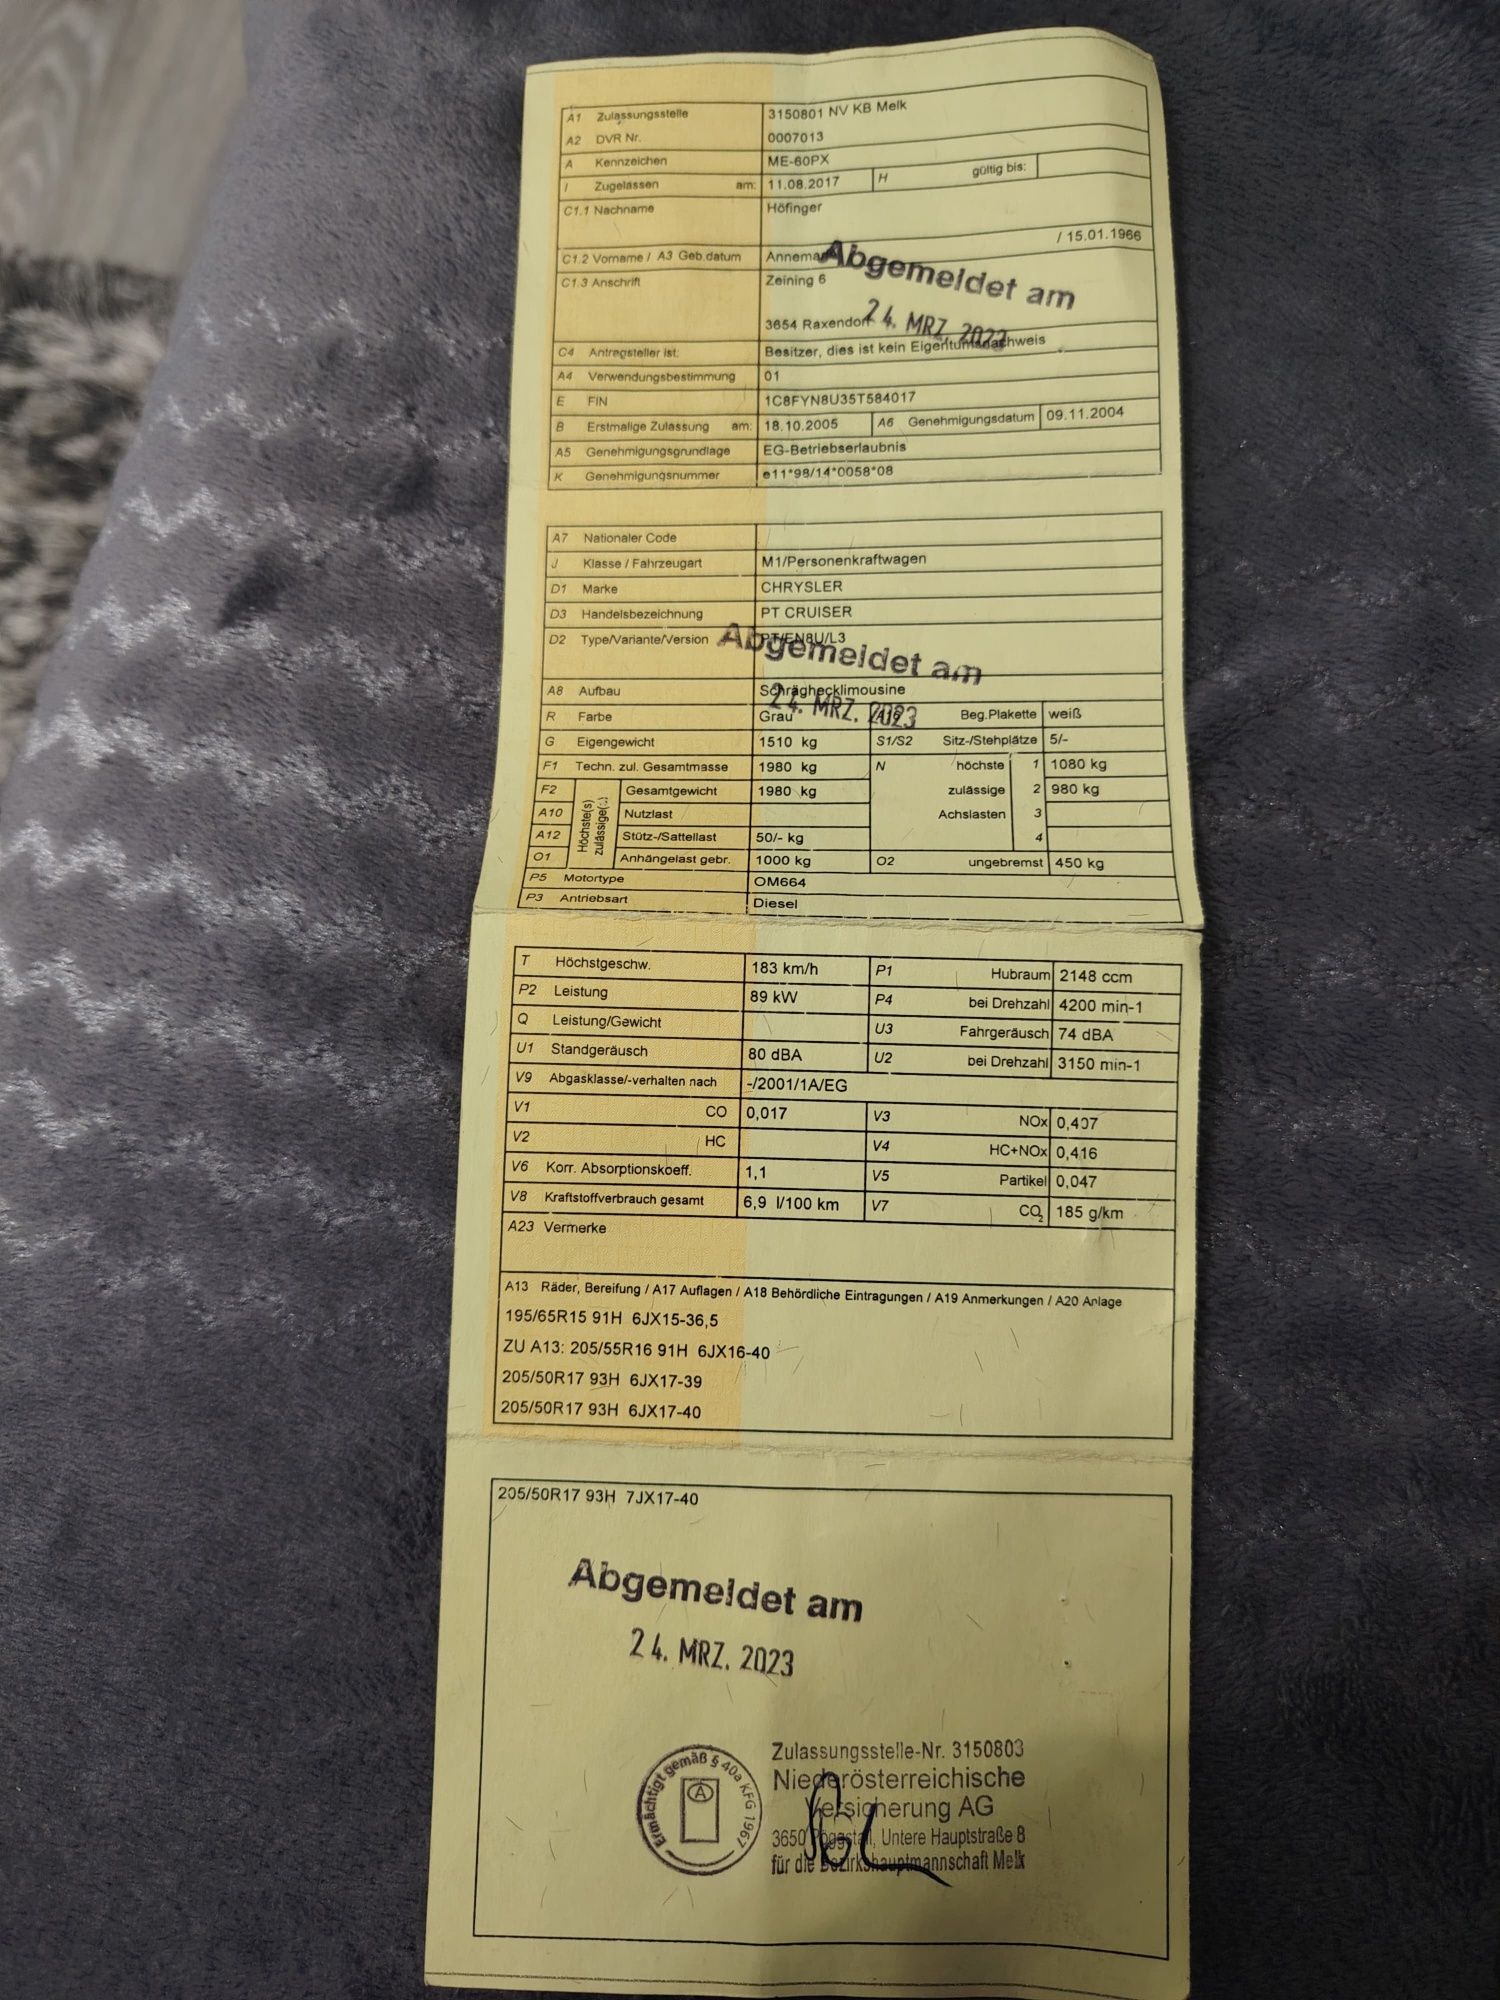 A1 Zulassungsstelle 3150801 NV KB Melk
A2 DVR Nr. 0007013
A Kennzeichen ME-60PX
I Zugelassen am: 11.08.2017 H gültig bis:
C1.1 Nachname Höfinger
/ 15.01.1966
C1.2 Vorname / A3 Geb.datum
Abgemeldet am
C1.3 Anschrift Zeining 6
3654 Raxendorf
24. MRZ. 2023
C4 Antragsteller ist: Besitzer, dies ist kein Eigentumsnachweis
A4 Verwendungsbestimmung 01
E FIN 1C8FYN8U35T584017
B Erstmalige Zulassung am: 18.10.2005 A6 Genehmigungsdatum 09.11.2004
A5 Genehmigungsgrundlage EG-Betriebserlaubnis
K Genehmigungsnummer e11*98/14*0058*08
A7 Nationaler Code
J Klasse / Fahrzeugart M1/Personenkraftwagen
D1 Marke CHRYSLER
D3 Handelsbezeichnung PT CRUISER
D2 Type/Variante/Version PT/EN8U/L3
Abgemeldet am
A8 Aufbau Schräghecklimousine
24. MRZ. 2023
R Farbe Grau Beg.Plakette weiß
G Eigengewicht 1510 kg S1/S2 Sitz-/Stehplätze 5/-
F1 Techn. zul. Gesamtmasse 1980 kg N höchste 1 1080 kg
F2 Höchste(s) zulässige(.) Gesamtgewicht 1980 kg zulässige 2 980 kg
A10 Nutzlast Achslasten 3
A12 Stütz-/Sattellast 50/- kg 4
O1 Anhängelast gebr. 1000 kg O2 ungebremst 450 kg
P5 Motortype OM664
P3 Antriebsart Diesel
T Höchstgeschw. 183 km/h P1 Hubraum 2148 ccm
P2 Leistung 89 kW P4 bei Drehzahl 4200 min-1
Q Leistung/Gewicht U3 Fahrgeräusch 74 dBA
U1 Standgeräusch 80 dBA U2 bei Drehzahl 3150 min-1
V9 Abgasklasse/-verhalten nach -/2001/1A/EG
V1 CO 0,017 V3 NOx 0,407
V2 HC V4 HC+NOx 0,416
V6 Korr. Absorptionskoeff. 1,1 V5 Partikel 0,047
V8 Kraftstoffverbrauch gesamt 6,9 l/100 km V7 CO2 185 g/km
A23 Vermerke
A13 Räder, Bereifung / A17 Auflagen / A18 Behördliche Eintragungen / A19 Anmerkungen / A20 Anlage
195/65R15 91H 6JX15-36,5
ZU A13: 205/55R16 91H 6JX16-40
205/50R17 93H 6JX17-39
205/50R17 93H 6JX17-40
205/50R17 93H 7JX17-40
Abgemeldet am
24. MRZ. 2023
Ermächtigt gemäß § 40a KFG 1967
A
Zulassungsstelle-Nr. 3150803
Niederösterreichische
Versicherung AG
3650 Pöggstall, Untere Hauptstraße 8
für die Bezirkshauptmannschaft Melk